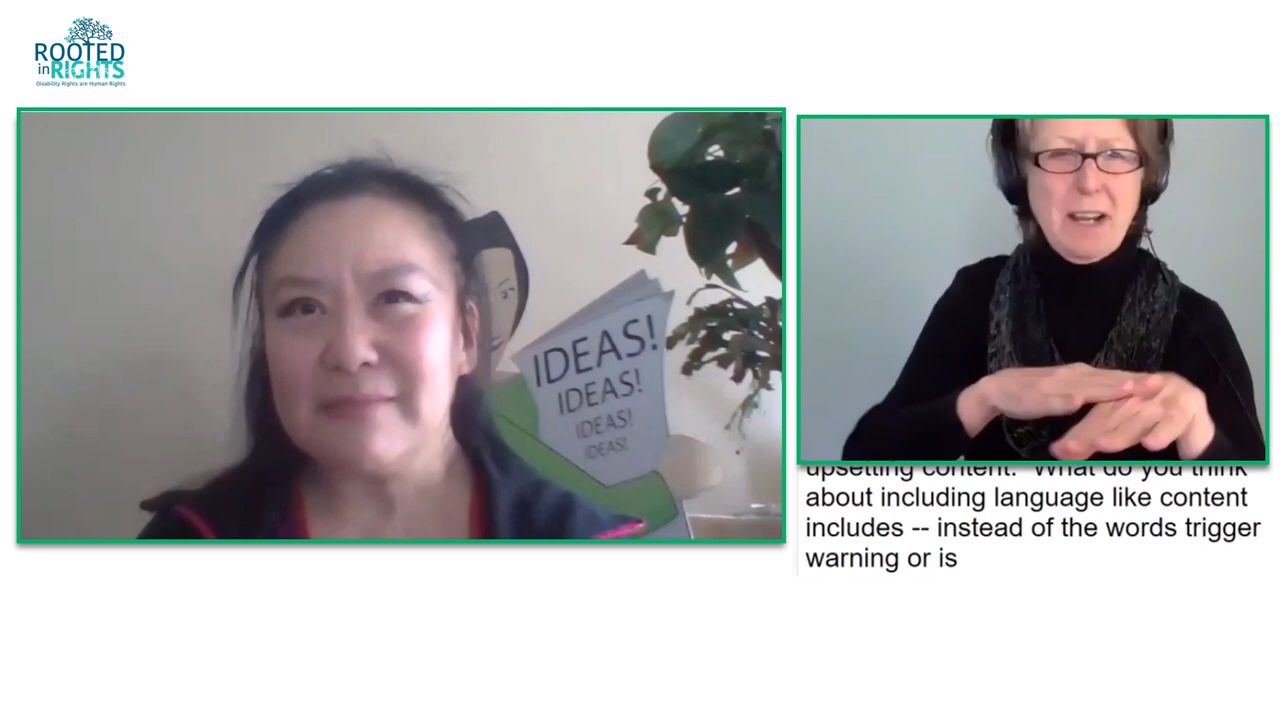 ROOTED
in RIGHTS
Disability Rights are Human Rights
IDEAS!
IDEAS!
IDEAS!
IDEAS!
upsetting content. What do you think
about including language like content
includes -- instead of the words trigger
warning or is